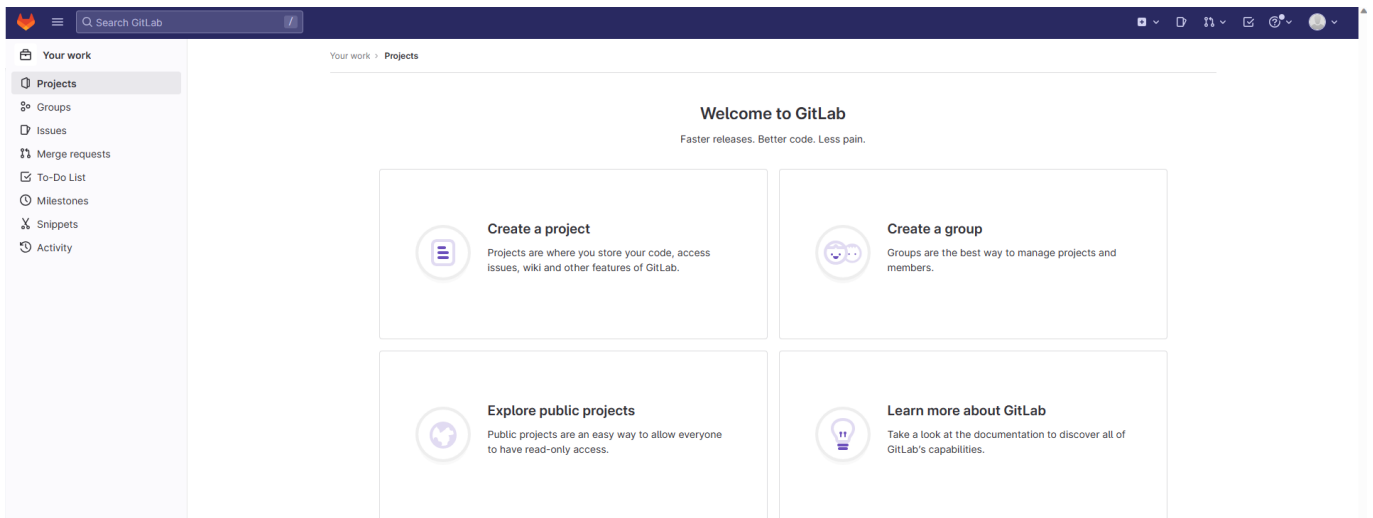 Search GitLab /
Your work
Projects
Groups
Issues
Merge requests
To-Do List
Milestones
Snippets
Activity
Your work › Projects
Welcome to GitLab
Faster releases. Better code. Less pain.
Create a project
Projects are where you store your code, access
issues, wiki and other features of GitLab.
Create a group
Groups are the best way to manage projects and
members.
Explore public projects
Public projects are an easy way to allow everyone
to have read-only access.
Learn more about GitLab
Take a look at the documentation to discover all of
GitLab's capabilities.